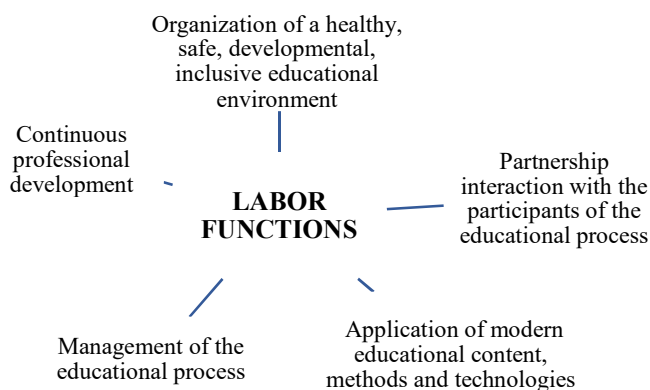 Organization of a healthy,
safe, developmental,
inclusive educational
environment
Continuous
professional
development
Partnership
interaction with the
participants of the
educational process
LABOR
FUNCTIONS
Management of the
educational process
Application of modern
educational content,
methods and technologies